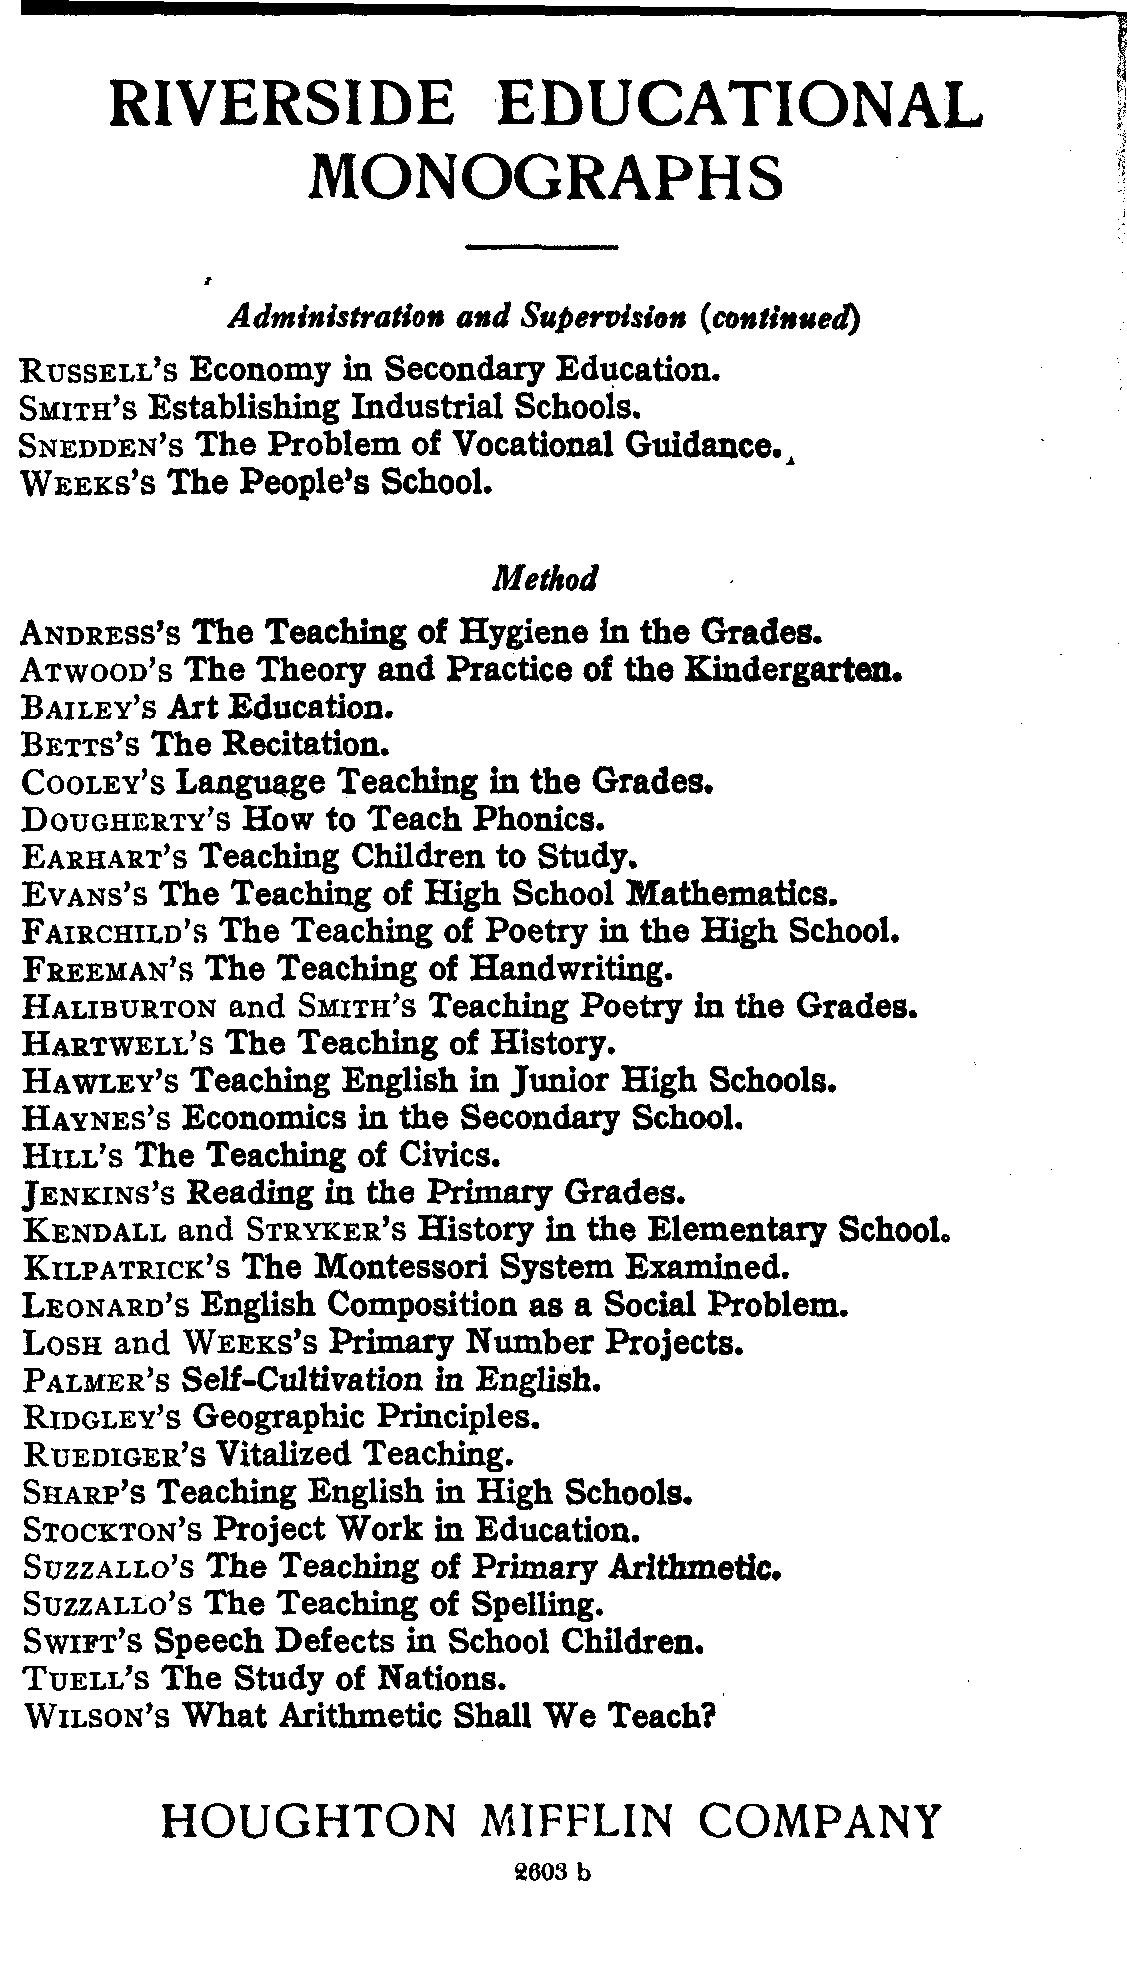 RIVERSIDE EDUCATIONAL
MONOGRAPHS
Administration and Supervision (continued)
RUSSELL'S Economy in Secondary Education.
SMITH'S Establishing Industrial Schools.
SNEDDEN'S The Problem of Vocational Guidance.
WEEKS'S The People's School.
Method
ANDRESS'S The Teaching of Hygiene in the Grades.
ATWOOD'S The Theory and Practice of the Kindergarten.
BAILEY'S Art Education.
BETTS'S The Recitation.
COOLEY'S Language Teaching in the Grades.
DOUGHERTY'S How to Teach Phonics.
EARHART'S Teaching Children to Study.
EVANS'S The Teaching of High School Mathematics.
FAIRCHILD'S The Teaching of Poetry in the High School.
FREEMAN'S The Teaching of Handwriting.
HALIBURTON and SMITH'S Teaching Poetry in the Grades.
HARTWELL'S The Teaching of History.
HAWLEY'S Teaching English in Junior High Schools.
HAYNES'S Economics in the Secondary School.
HILL'S The Teaching of Civics.
JENKINS'S Reading in the Primary Grades.
KENDALL and STRYKER'S History in the Elementary School.
KILPATRICK'S The Montessori System Examined.
LEONARD'S English Composition as a Social Problem.
LOSH and WEEKS'S Primary Number Projects.
PALMER'S Self-Cultivation in English.
RIDGLEY'S Geographic Principles.
RUEDIGER'S Vitalized Teaching.
SHARP'S Teaching English in High Schools.
STOCKTON'S Project Work in Education.
SUZZALLO'S The Teaching of Primary Arithmetic.
SUZZALLO'S The Teaching of Spelling.
SWIFT'S Speech Defects in School Children.
TUELL'S The Study of Nations.
WILSON'S What Arithmetic Shall We Teach?
HOUGHTON MIFFLIN COMPANY
2603 b